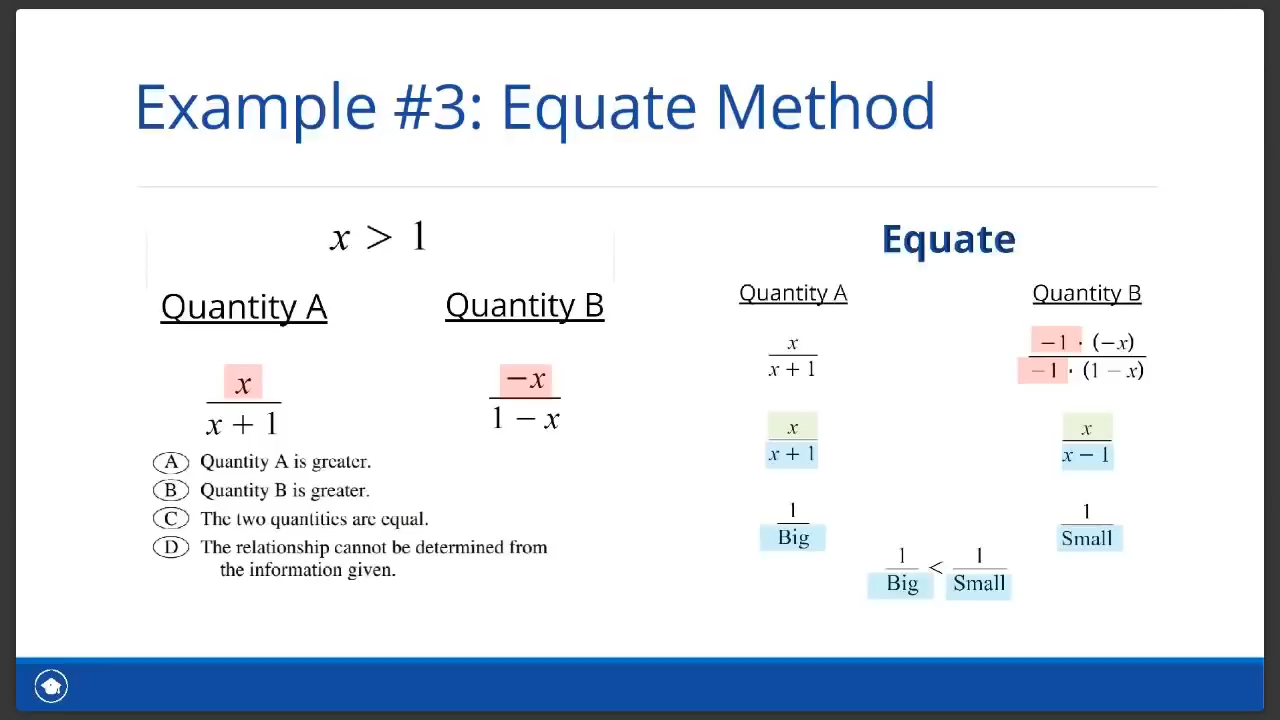 Example #3: Equate Method
x > 1
Quantity A
Quantity B
x
x + 1
−x
1 − x
A Quantity A is greater.
B Quantity B is greater.
C The two quantities are equal.
D The relationship cannot be determined from
the information given.
Equate
Quantity A
Quantity B
x
x + 1
−1 · (−x)
−1 · (1 − x)
x
x + 1
x
x − 1
1
Big
1
Small
1
Big
<
1
Small